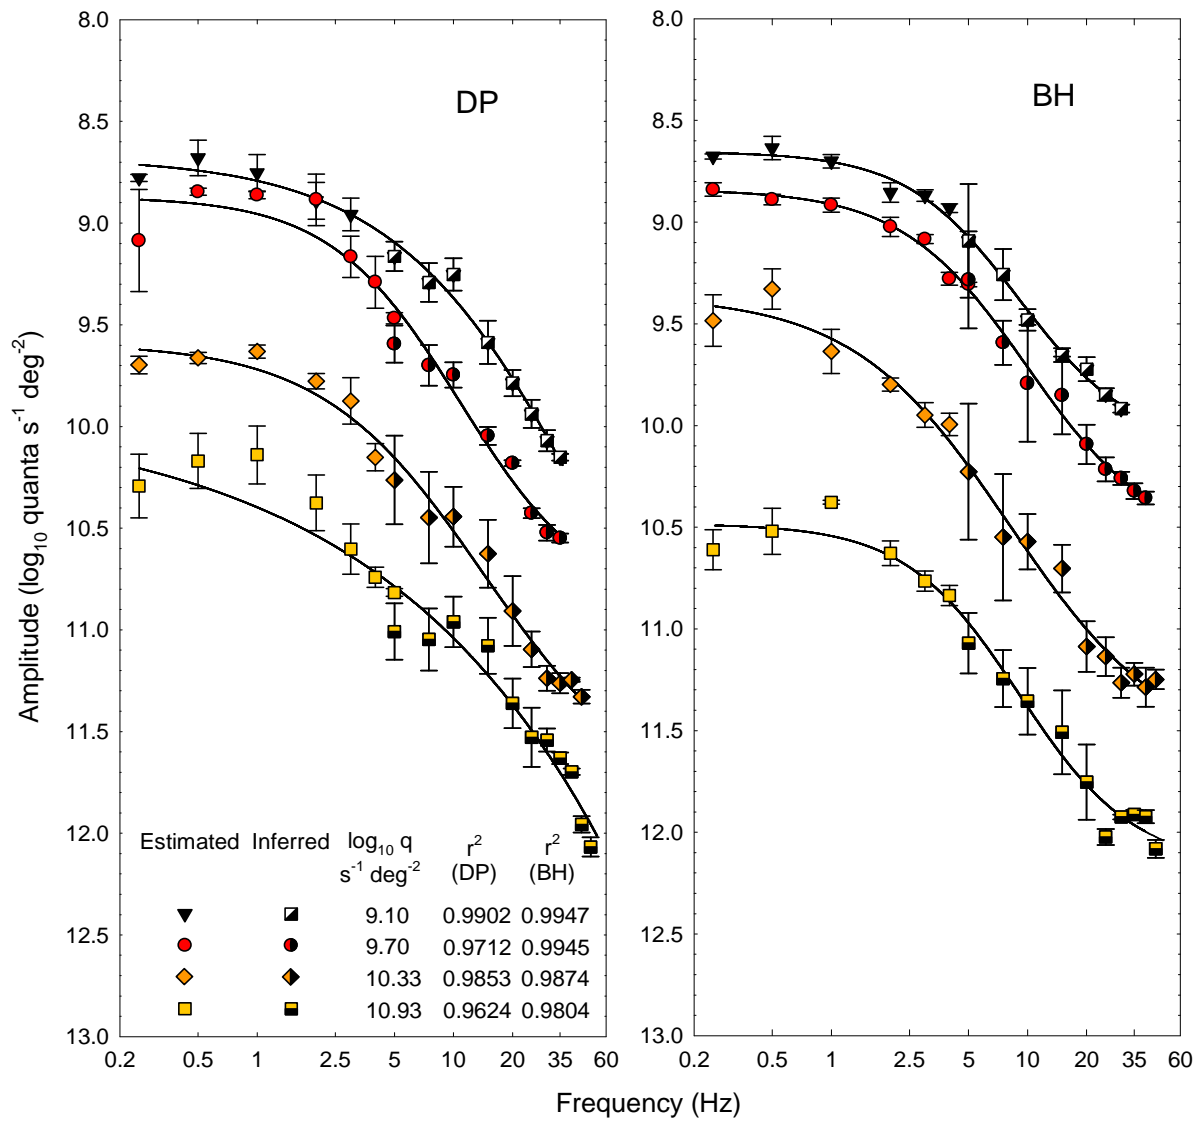 DP
8.0
8.5
9.0
9.5
10.0
10.5
11.0
11.5
12.0
12.5
13.0
Amplitude (log₁₀ quanta s⁻¹ deg⁻²)
Estimated Inferred log₁₀ q r² r²
s⁻¹ deg⁻² (DP) (BH)
9.10 0.9902 0.9947
9.70 0.9712 0.9945
10.33 0.9853 0.9874
10.93 0.9624 0.9804
0.2 0.5 1 2.5 5 10 20 35 60
BH
8.0
8.5
9.0
9.5
10.0
10.5
11.0
11.5
12.0
12.5
13.0
0.2 0.5 1 2.5 5 10 20 35 60
Frequency (Hz)